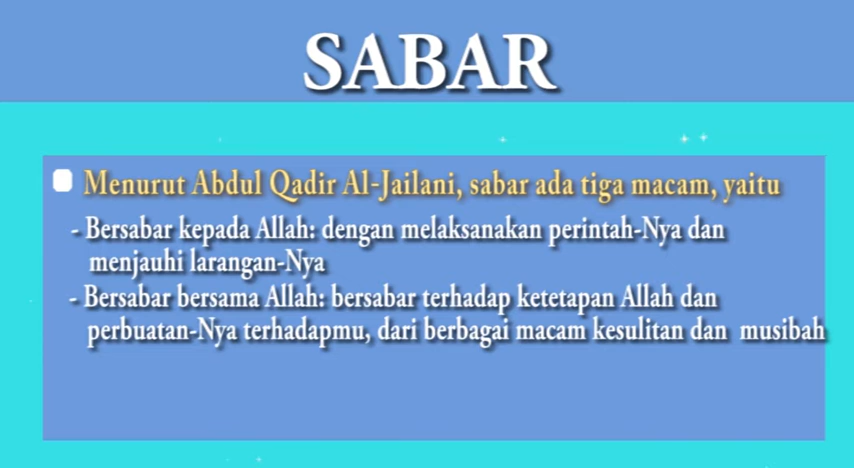 SABAR
Menurut Abdul Qadir Al-Jailani, sabar ada tiga macam, yaitu
- Bersabar kepada Allah: dengan melaksanakan perintah-Nya dan
menjauhi larangan-Nya
- Bersabar bersama Allah: bersabar terhadap ketetapan Allah dan
perbuatan-Nya terhadapmu, dari berbagai macam kesulitan dan musibah